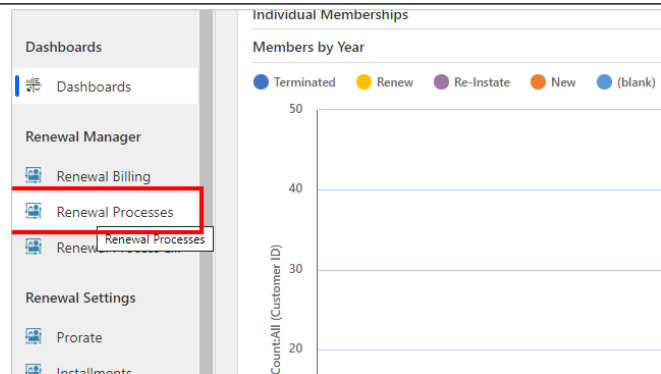 Individual Memberships
Dashboards
Members by Year
Dashboards
Terminated Renew Re-Instate New (blank)
50
Renewal Manager
Renewal Billing
40
Renewal Processes
Renewal Processes
Count:All (Customer ID)
30
Renewal Settings
Prorate
20
Installments